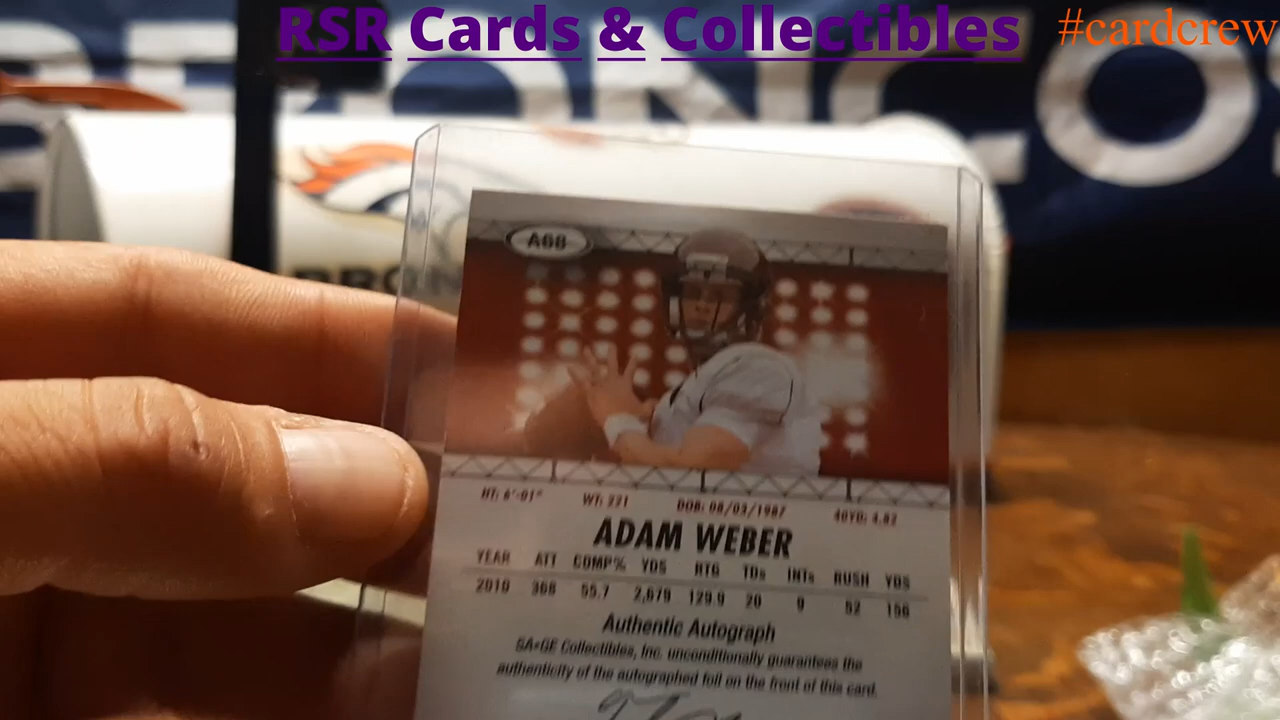 RSR Cards & Collectibles
#cardcrew
BRONCOS
BRON
A68
HT: 6'-01" WT: 221 DOB: 08/03/1987 40YD: 4.82
ADAM WEBER
YEAR ATT COMP% YDS RTG TDs INTs RUSH YDS
2010 368 55.7 2,679 129.9 20 9 52 156
Authentic Autograph
SA•GE Collectibles, Inc. unconditionally guarantees the
authenticity of the autographed foil on the front of this card.